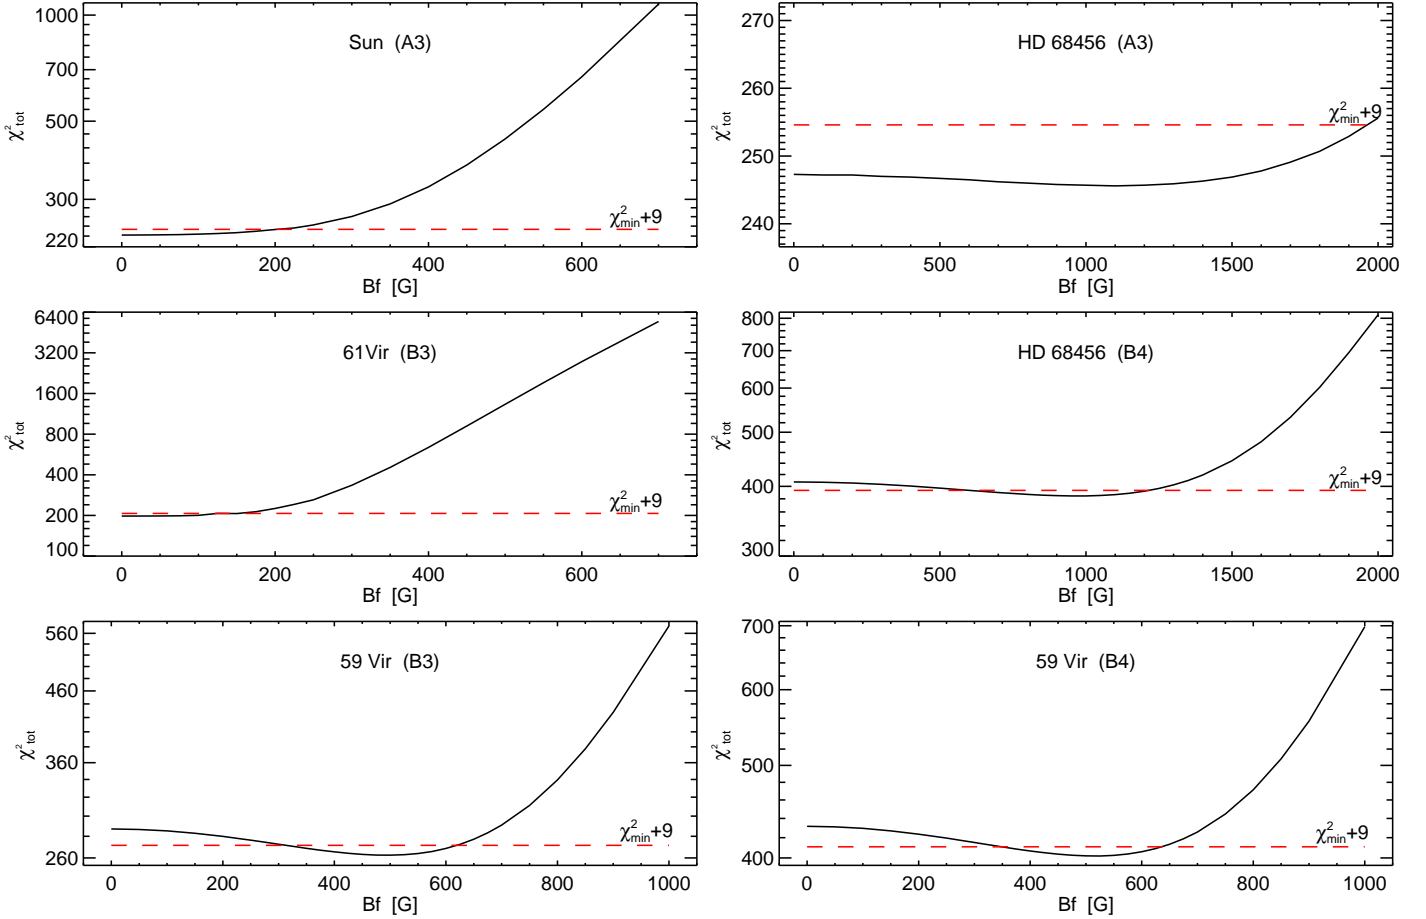 Sun (A3)
χ²tot
1000
700
500
300
220
χ²min+9
0 200 400 600
Bf [G]
HD 68456 (A3)
χ²tot
270
260
250
240
χ²min+9
0 500 1000 1500 2000
Bf [G]
61Vir (B3)
χ²tot
6400
3200
1600
800
400
200
100
χ²min+9
0 200 400 600
Bf [G]
HD 68456 (B4)
χ²tot
800
700
600
500
400
300
χ²min+9
0 500 1000 1500 2000
Bf [G]
59 Vir (B3)
χ²tot
560
460
360
260
χ²min+9
0 200 400 600 800 1000
Bf [G]
59 Vir (B4)
χ²tot
700
600
500
400
χ²min+9
0 200 400 600 800 1000
Bf [G]